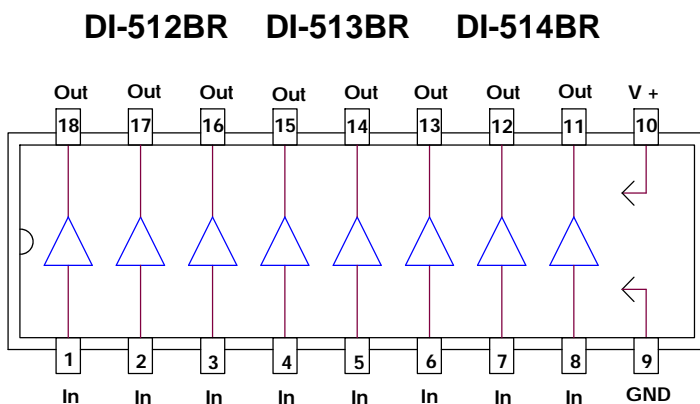 DI-512BR DI-513BR DI-514BR
Out Out Out Out Out Out Out Out V +
18 17 16 15 14 13 12 11 10
1 2 3 4 5 6 7 8 9
In In In In In In In In GND